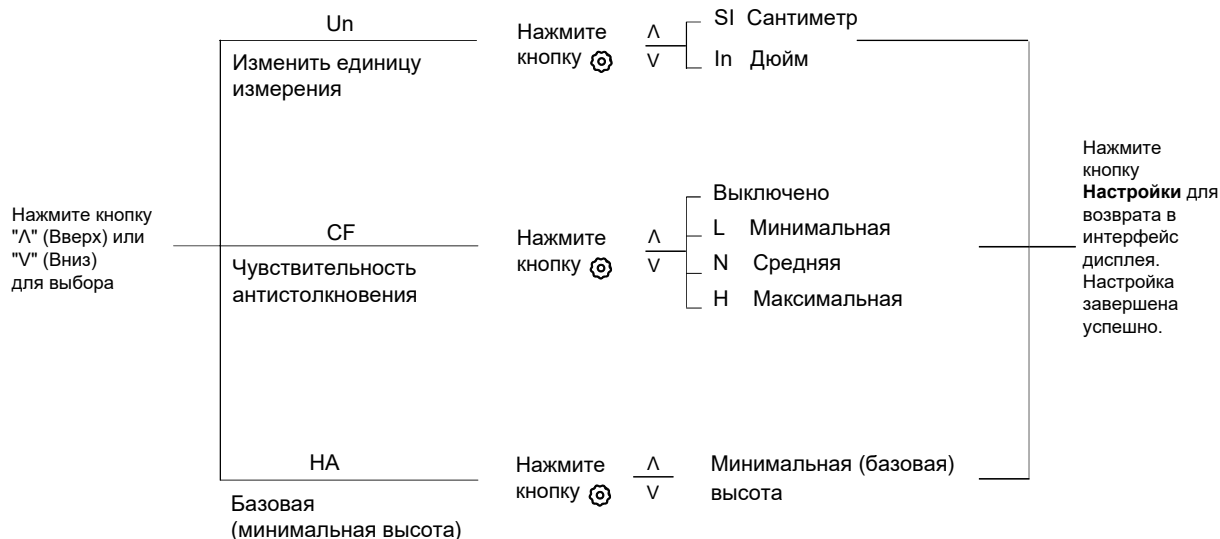 Un
Изменить единицу
измерения
Нажмите
кнопку
Λ
V
SI Сантиметр
In Дюйм
Нажмите кнопку
"Λ" (Вверх) или
"V" (Вниз)
для выбора
CF
Чувствительность
антистолкновения
Нажмите
кнопку
Λ
V
Выключено
L Минимальная
N Средняя
H Максимальная
HA
Базовая
(минимальная высота)
Нажмите
кнопку
Λ
V
Минимальная (базовая)
высота
Нажмите
кнопку
Настройки для
возврата в
интерфейс
дисплея.
Настройка
завершена
успешно.